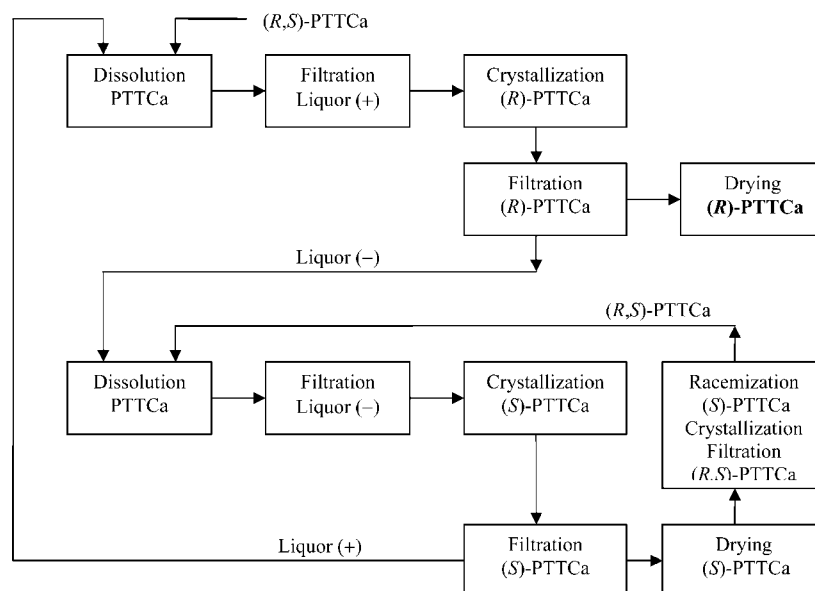 (R,S)-PTTCa
Dissolution
PTTCa
Filtration
Liquor (+)
Crystallization
(R)-PTTCa
Filtration
(R)-PTTCa
Drying
(R)-PTTCa
Liquor (−)
(R,S)-PTTCa
Dissolution
PTTCa
Filtration
Liquor (−)
Crystallization
(S)-PTTCa
Racemization
(S)-PTTCa
Crystallization
Filtration
(R,S)-PTTCa
Liquor (+)
Filtration
(S)-PTTCa
Drying
(S)-PTTCa